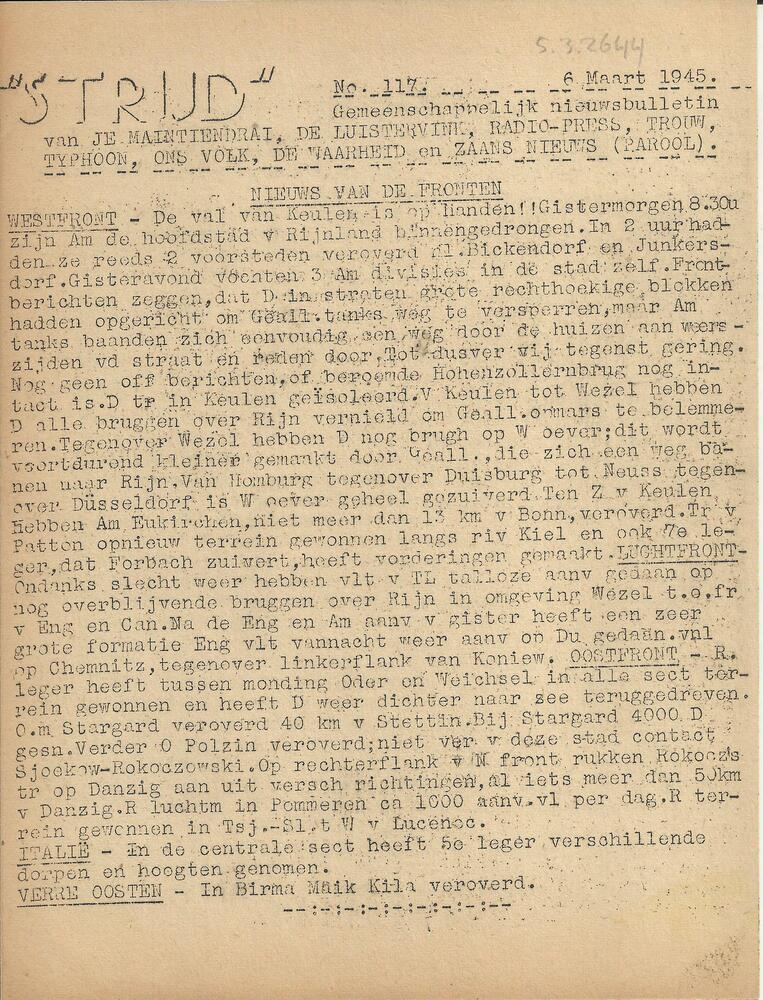 5.3.2644
"STRIJD"
No. 117. 6 Maart 1945.
Gemeenschappelijk nieuwsbulletin
van JE MAINTIENDRAI, DE LUISTERVINK, RADIO-PRESS, TROUW,
TYPHOON, ONS VOLK, DE WAARHEID en ZAANS NIEUWS (PAROOL).
NIEUWS VAN DE FRONTEN
WESTFRONT - De val van Keulen is op handen!!Gistermorgen 8.30u
zijn Am de hoofdstad v Rijnland binnengedrongen.In 2 uur had-
den ze reeds 2 voorsteden veroverd nl.Bickendorf en Junkers-
dorf.Gisteravond vochten 3 Am divisies in de stad zelf.Front-
berichten zeggen,dat D in straten grote rechthoekige blokken
hadden opgericht om Geall.tanks weg te versperren,maar Am
tanks baanden zich eenvoudig een weg door de huizen aan weers-
zijden vd straat en reden door.Tot dusver wij tegenst gering.
Nog geen off berichten,of beroemde Hohenzollernbrug nog in-
tact is.D tr in Keulen geïsoleerd.V Keulen tot Wezel hebben
D alle bruggen over Rijn vernield om Geall.opmars te belemme-
ren.Tegenover Wezel hebben D nog brugh op W oever;dit wordt
voortdurend kleiner gemaakt door Geall.,die zich een weg ba-
nen naar Rijn.Van Homburg tegenover Duisburg tot Neuss tegen-
over Düsseldorf is W oever geheel gezuiverd.Ten Z v Keulen
Hebben Am Eukirchen,niet meer dan 13 km v Bonn,veroverd.Tr v
Patton opnieuw terrein gewonnen langs riv Kiel en ook 7e le-
ger,dat Forbach zuivert,heeft vorderingen gemaakt.LUCHTFRONT-
Ondanks slecht weer hebben vlt v TL talloze aanv gedaan op
nog overblijvende bruggen over Rijn in omgeving Wezel t.o.fr
v Eng en Can.Na de Eng en Am aanv v gister heeft een zeer
grote formatie Eng vlt vannacht weer aanv op Du gedaan.vnl
op Chemnitz,tegenover linkerflank van Koniew. OOSTFRONT - R.
leger heeft tussen monding Oder en Weichsel in alle sect ter-
rein gewonnen en heeft D weer dichter naar zee teruggedreven.
O.m Stargard veroverd 40 km v Stettin.Bij Stargard 4000 D
gesn.Verder O Polzin veroverd;niet ver v deze stad contact
Sjoekow-Rokoczowski.Op rechterflank v N front rukken Rokocz's
tr op Danzig aan uit versch richtingen,al iets meer dan 50km
v Danzig.R luchtm in Pommeren ca 1000 aanv.vl per dag.R ter-
rein gewonnen in Tsj.-Sl.t W v Lucenec.
ITALIË - In de centrale sect heeft 5e leger verschillende
dorpen en hoogten genomen.
VERRE OOSTEN - In Birma Maik Kila veroverd.
--:-:-:-:-:-:-:-:--